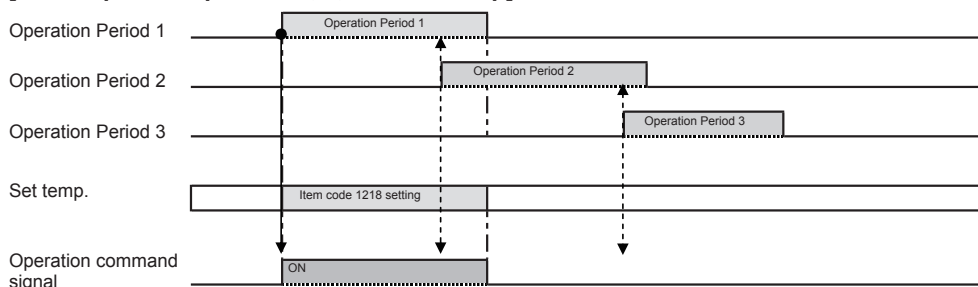 Operation Period 1
Operation Period 1
Operation Period 2
Operation Period 2
Operation Period 3
Operation Period 3
Set temp.
Item code 1218 setting
Operation command
signal
ON